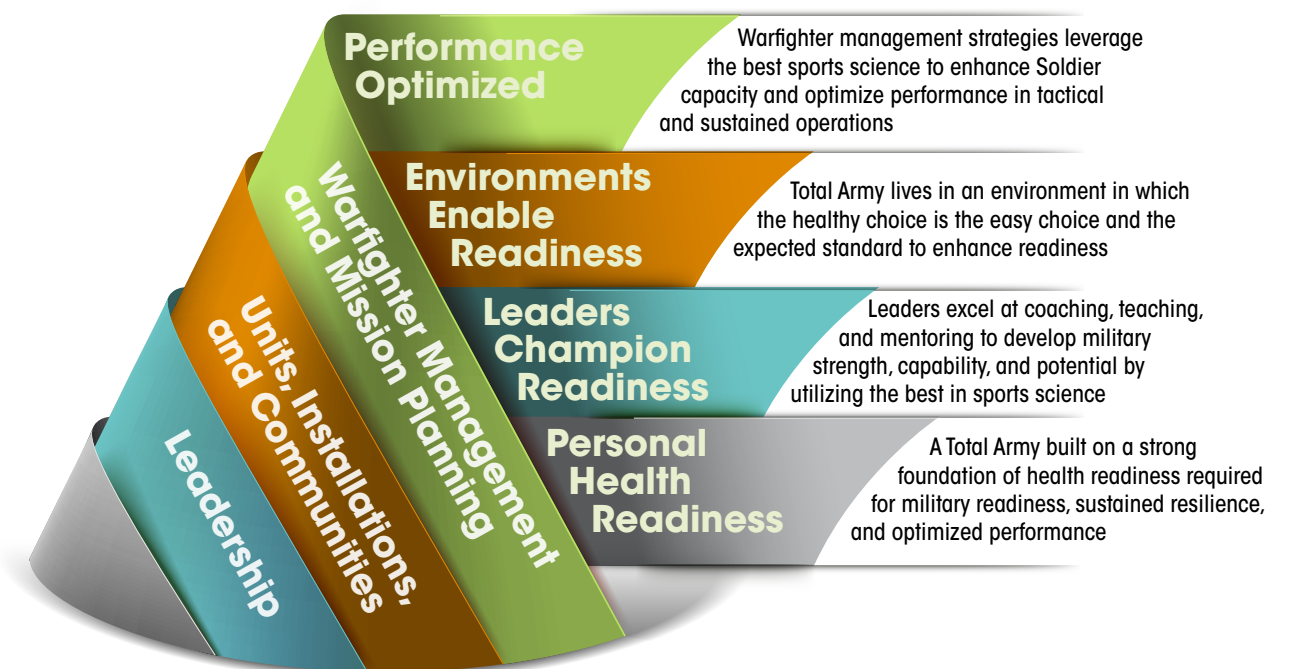 Performance
Optimized
Warfighter management strategies leverage
the best sports science to enhance Soldier
capacity and optimize performance in tactical
and sustained operations
Environments
Enable
Readiness
Total Army lives in an environment in which
the healthy choice is the easy choice and the
expected standard to enhance readiness
Leaders
Champion
Readiness
Leaders excel at coaching, teaching,
and mentoring to develop military
strength, capability, and potential by
utilizing the best in sports science
Personal
Health
Readiness
A Total Army built on a strong
foundation of health readiness required
for military readiness, sustained resilience,
and optimized performance
Warfighter Management
and Mission Planning
Units, Installations,
and Communities
Leadership